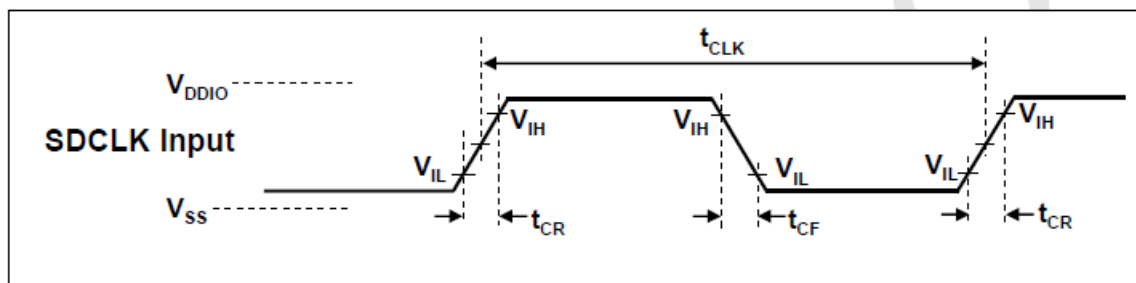 tCLK
VDDIO
VIH
VIH
VIH
SDCLK Input
VIL
VIL
VIL
VSS
tCR
tCF
tCR